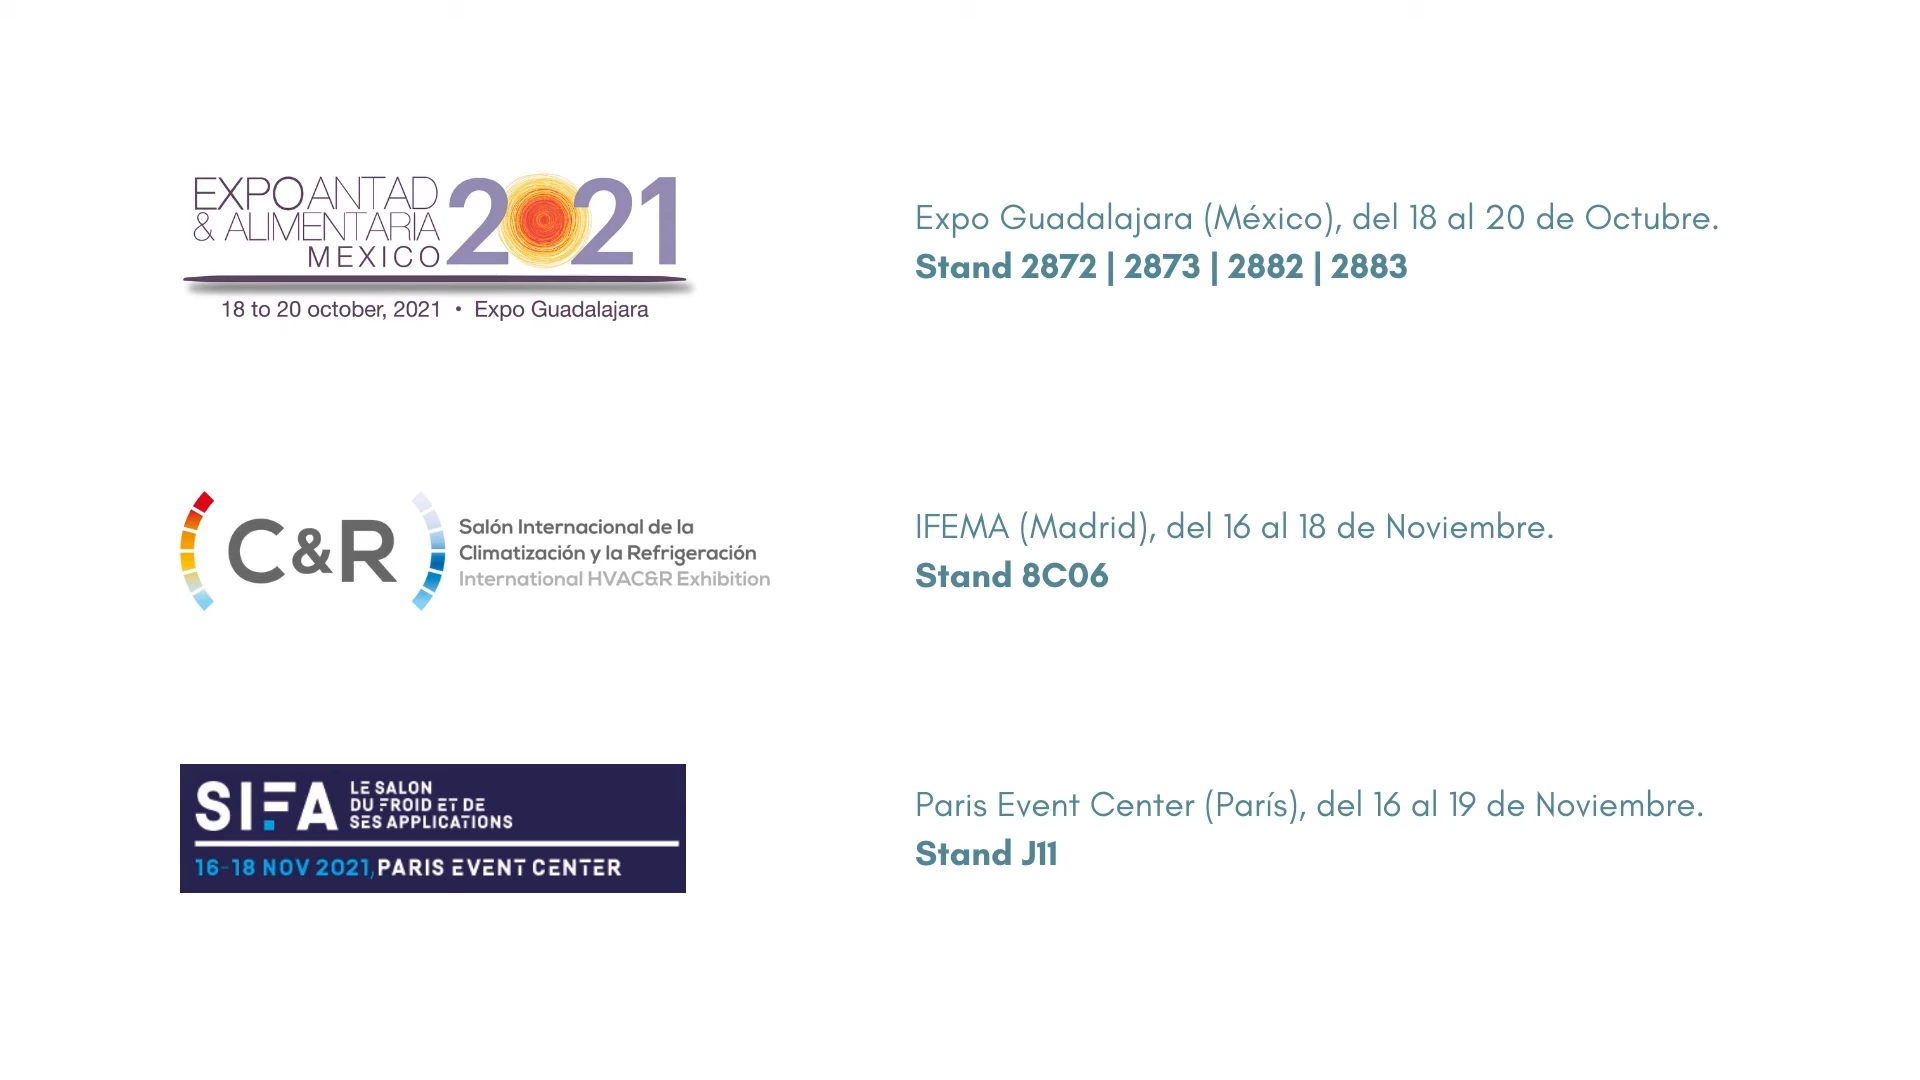 EXPOANTAD
& ALIMENTARIA
MEXICO
2021
18 to 20 october, 2021 • Expo Guadalajara
Expo Guadalajara (México), del 18 al 20 de Octubre.
Stand 2872 | 2873 | 2882 | 2883
C&R
Salón Internacional de la
Climatización y la Refrigeración
International HVAC&R Exhibition
IFEMA (Madrid), del 16 al 18 de Noviembre.
Stand 8C06
SIFA
LE SALON
DU FROID ET DE
SES APPLICATIONS
16-18 NOV 2021, PARIS EVENT CENTER
Paris Event Center (París), del 16 al 19 de Noviembre.
Stand J11